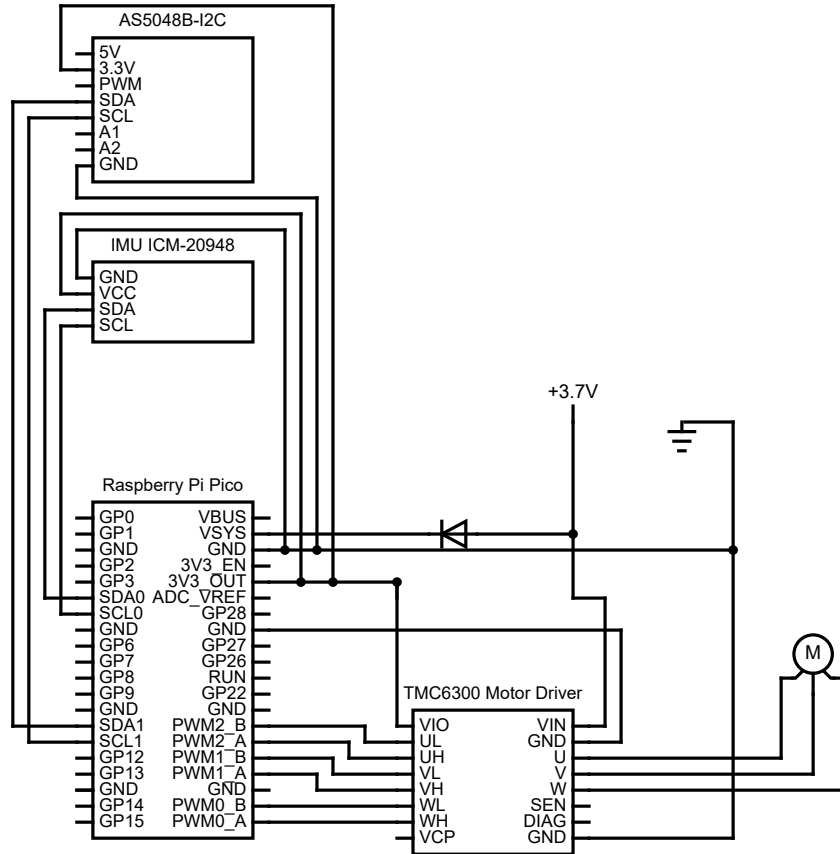 AS5048B-I2C
5V
3.3V
PWM
SDA
SCL
A1
A2
GND
IMU ICM-20948
GND
VCC
SDA
SCL
+3.7V
Raspberry Pi Pico
GP0 VBUS
GP1 VSYS
GND GND
GP2 3V3_EN
GP3 3V3_OUT
SDA0 ADC_VREF
SCL0 GP28
GND GND
GP6 GP27
GP7 GP26
GP8 RUN
GP9 GP22
GND GND
SDA1 PWM2_B
SCL1 PWM2_A
GP12 PWM1_B
GP13 PWM1_A
GND GND
GP14 PWM0_B
GP15 PWM0_A
M
TMC6300 Motor Driver
VIO VIN
UL GND
UH U
VL V
VH W
WL SEN
WH DIAG
VCP GND